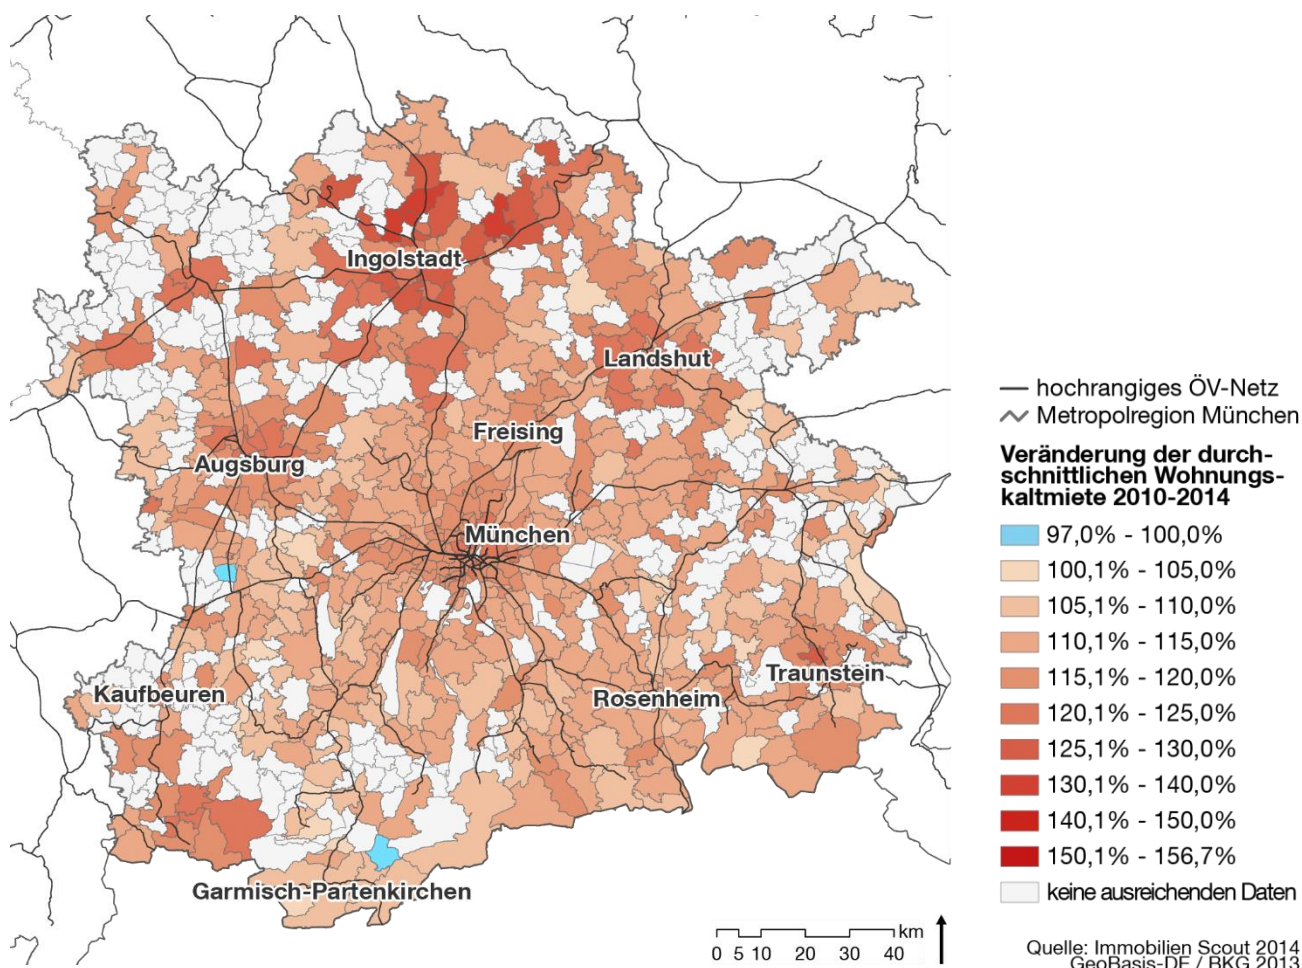 Ingolstadt
Landshut
Freising
Augsburg
München
Kaufbeuren
Rosenheim
Traunstein
Garmisch-Partenkirchen
hochrangiges ÖV-Netz
Metropolregion München
Veränderung der durch-
schnittlichen Wohnungs-
kaltmiete 2010-2014
97,0% - 100,0%
100,1% - 105,0%
105,1% - 110,0%
110,1% - 115,0%
115,1% - 120,0%
120,1% - 125,0%
125,1% - 130,0%
130,1% - 140,0%
140,1% - 150,0%
150,1% - 156,7%
keine ausreichenden Daten
km
0 5 10 20 30 40
Quelle: Immobilien Scout 2014
GeoBasis-DE / BKG 2013